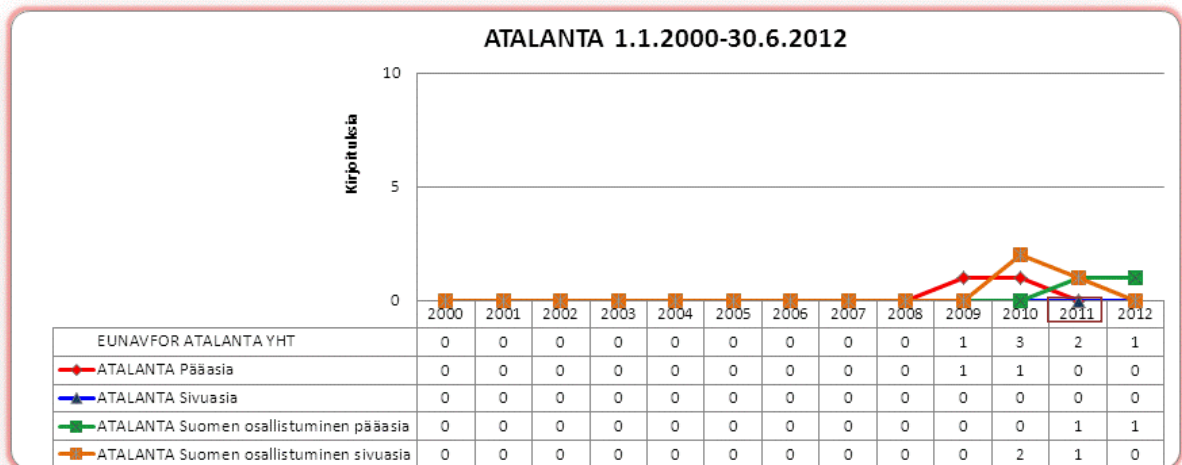 ATALANTA 1.1.2000-30.6.2012
Kirjoituksia
10
5
0
2000 2001 2002 2003 2004 2005 2006 2007 2008 2009 2010 2011 2012
EUNAVFOR ATALANTA YHT 0 0 0 0 0 0 0 0 0 1 3 2 1
ATALANTA Pääasia 0 0 0 0 0 0 0 0 0 1 1 0 0
ATALANTA Sivuasia 0 0 0 0 0 0 0 0 0 0 0 0 0
ATALANTA Suomen osallistuminen pääasia 0 0 0 0 0 0 0 0 0 0 0 1 1
ATALANTA Suomen osallistuminen sivuasia 0 0 0 0 0 0 0 0 0 0 2 1 0